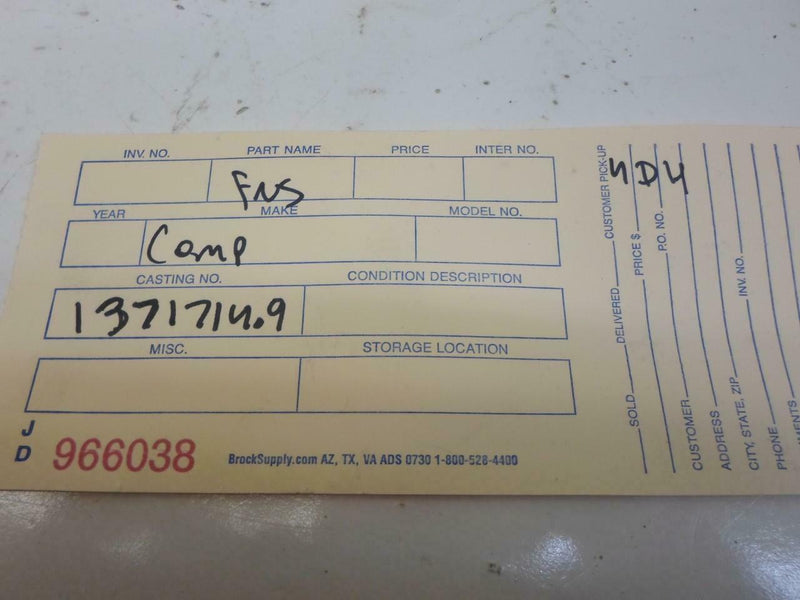 INV. NO. PART NAME PRICE INTER NO.
FNS
YEAR MAKE MODEL NO.
Comp
CASTING NO. CONDITION DESCRIPTION
1371714.9
MISC. STORAGE LOCATION
J
D
966038
BrockSupply.com AZ, TX, VA ADS 0730 1-800-528-4400
4D4
SOLD DELIVERED CUSTOMER PICK-UP
PRICE $
P.O. NO.
CUSTOMER
ADDRESS
CITY, STATE, ZIP INV. NO.
PHONE